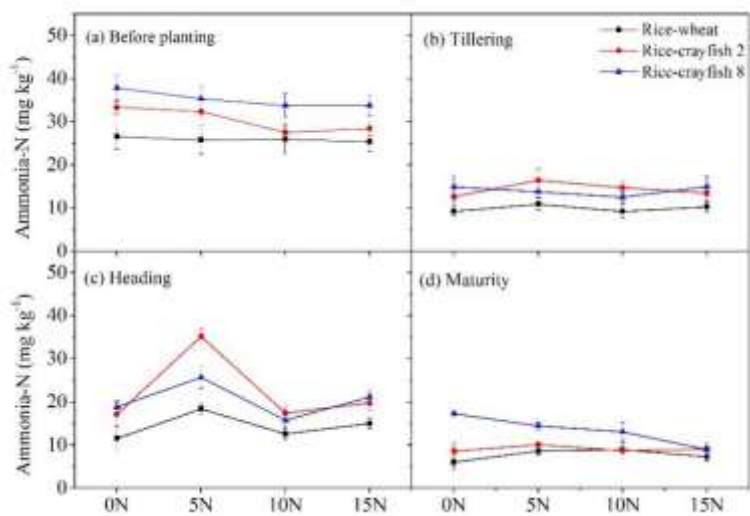 50
(a) Before planting
(b) Tillering
Rice-wheat
Rice-crayfish 2
Rice-crayfish 8
40
30
20
10
0
Ammonia-N (mg kg⁻¹)
50
(c) Heading
(d) Maturity
40
30
20
10
0
Ammonia-N (mg kg⁻¹)
0N 5N 10N 15N 0N 5N 10N 15N